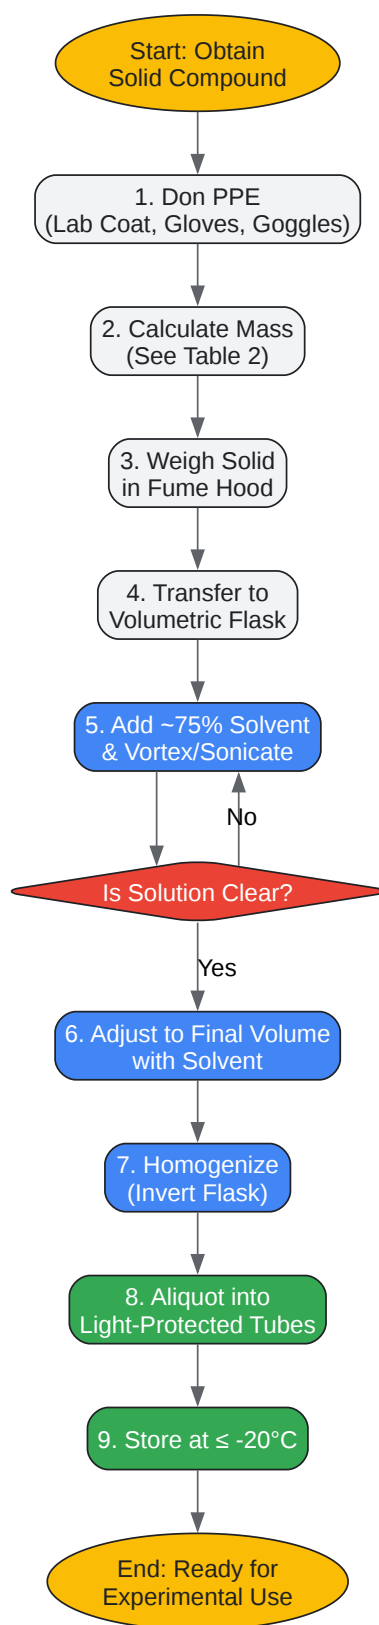 Start: Obtain
Solid Compound
1. Don PPE
(Lab Coat, Gloves, Goggles)
2. Calculate Mass
(See Table 2)
3. Weigh Solid
in Fume Hood
4. Transfer to
Volumetric Flask
5. Add ~75% Solvent
& Vortex/Sonicate
No
Is Solution Clear?
Yes
6. Adjust to Final Volume
with Solvent
7. Homogenize
(Invert Flask)
8. Aliquot into
Light-Protected Tubes
9. Store at ≤ -20°C
End: Ready for
Experimental Use